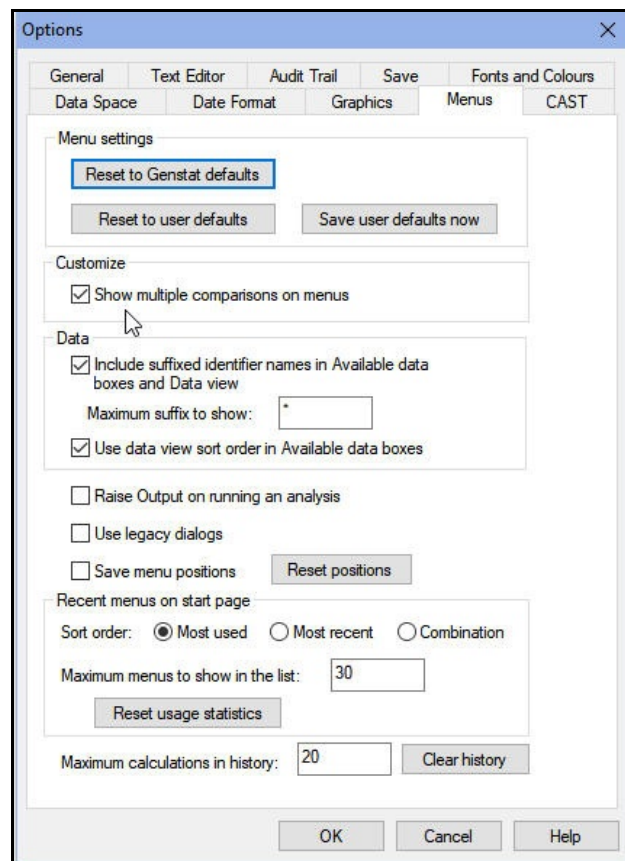 Options
General Text Editor Audit Trail Save Fonts and Colours
Data Space Date Format Graphics Menus CAST
Menu settings
Reset to Genstat defaults
Reset to user defaults Save user defaults now
Customize
Show multiple comparisons on menus
Data
Include suffixed identifier names in Available data
boxes and Data view
Maximum suffix to show: *
Use data view sort order in Available data boxes
Raise Output on running an analysis
Use legacy dialogs
Save menu positions Reset positions
Recent menus on start page
Sort order: Most used Most recent Combination
Maximum menus to show in the list: 30
Reset usage statistics
Maximum calculations in history: 20 Clear history
OK Cancel Help